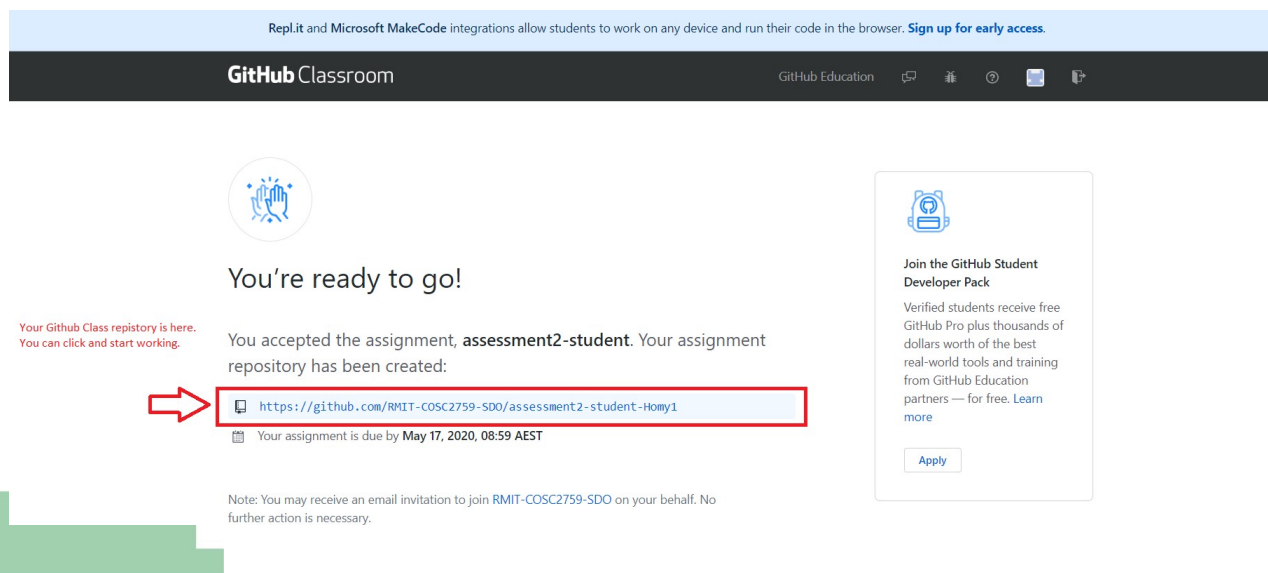 Repl.it and Microsoft MakeCode integrations allow students to work on any device and run their code in the browser. Sign up for early access.
GitHub Classroom
GitHub Education
You're ready to go!
Your Github Class repistory is here.
You can click and start working.
You accepted the assignment, assessment2-student. Your assignment
repository has been created:
https://github.com/RMIT-COSC2759-SDO/assessment2-student-Homy1
Your assignment is due by May 17, 2020, 08:59 AEST
Note: You may receive an email invitation to join RMIT-COSC2759-SDO on your behalf. No
further action is necessary.
Join the GitHub Student
Developer Pack
Verified students receive free
GitHub Pro plus thousands of
dollars worth of the best
real-world tools and training
from GitHub Education
partners — for free. Learn
more
Apply